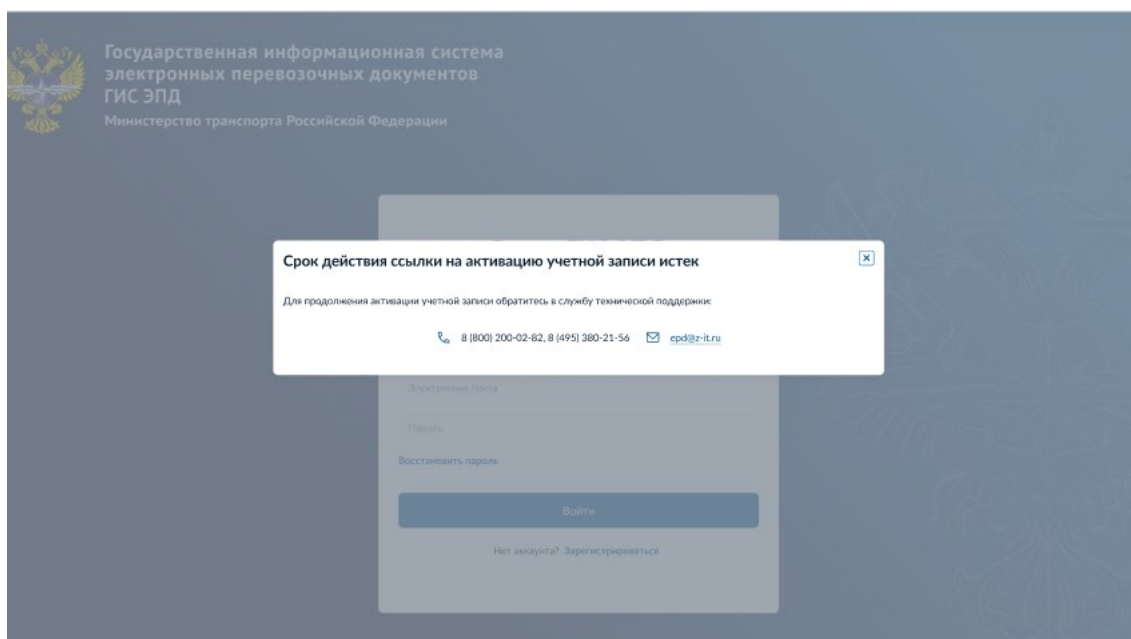 Государственная информационная система
электронных перевозочных документов
ГИС ЭПД
Министерство транспорта Российской Федерации
Срок действия ссылки на активацию учетной записи истек
Для продолжения активации учетной записи обратитесь в службу технической поддержки:
8 (800) 200-02-82, 8 (495) 380-21-56 epd@z-it.ru
Электронная почта
Пароль
Восстановить пароль
Войти
Нет аккаунта? Зарегистрироваться